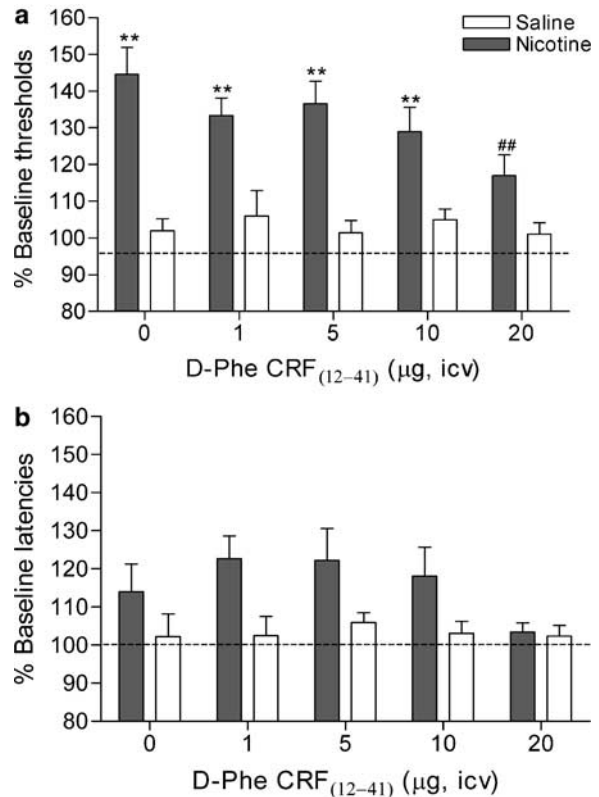 a
Saline
Nicotine
% Baseline thresholds
160
150
140
130
120
110
100
90
80
**
**
**
**
##
0 1 5 10 20
D-Phe CRF(12–41) (μg, icv)
b
% Baseline latencies
160
150
140
130
120
110
100
90
80
0 1 5 10 20
D-Phe CRF(12–41) (μg, icv)